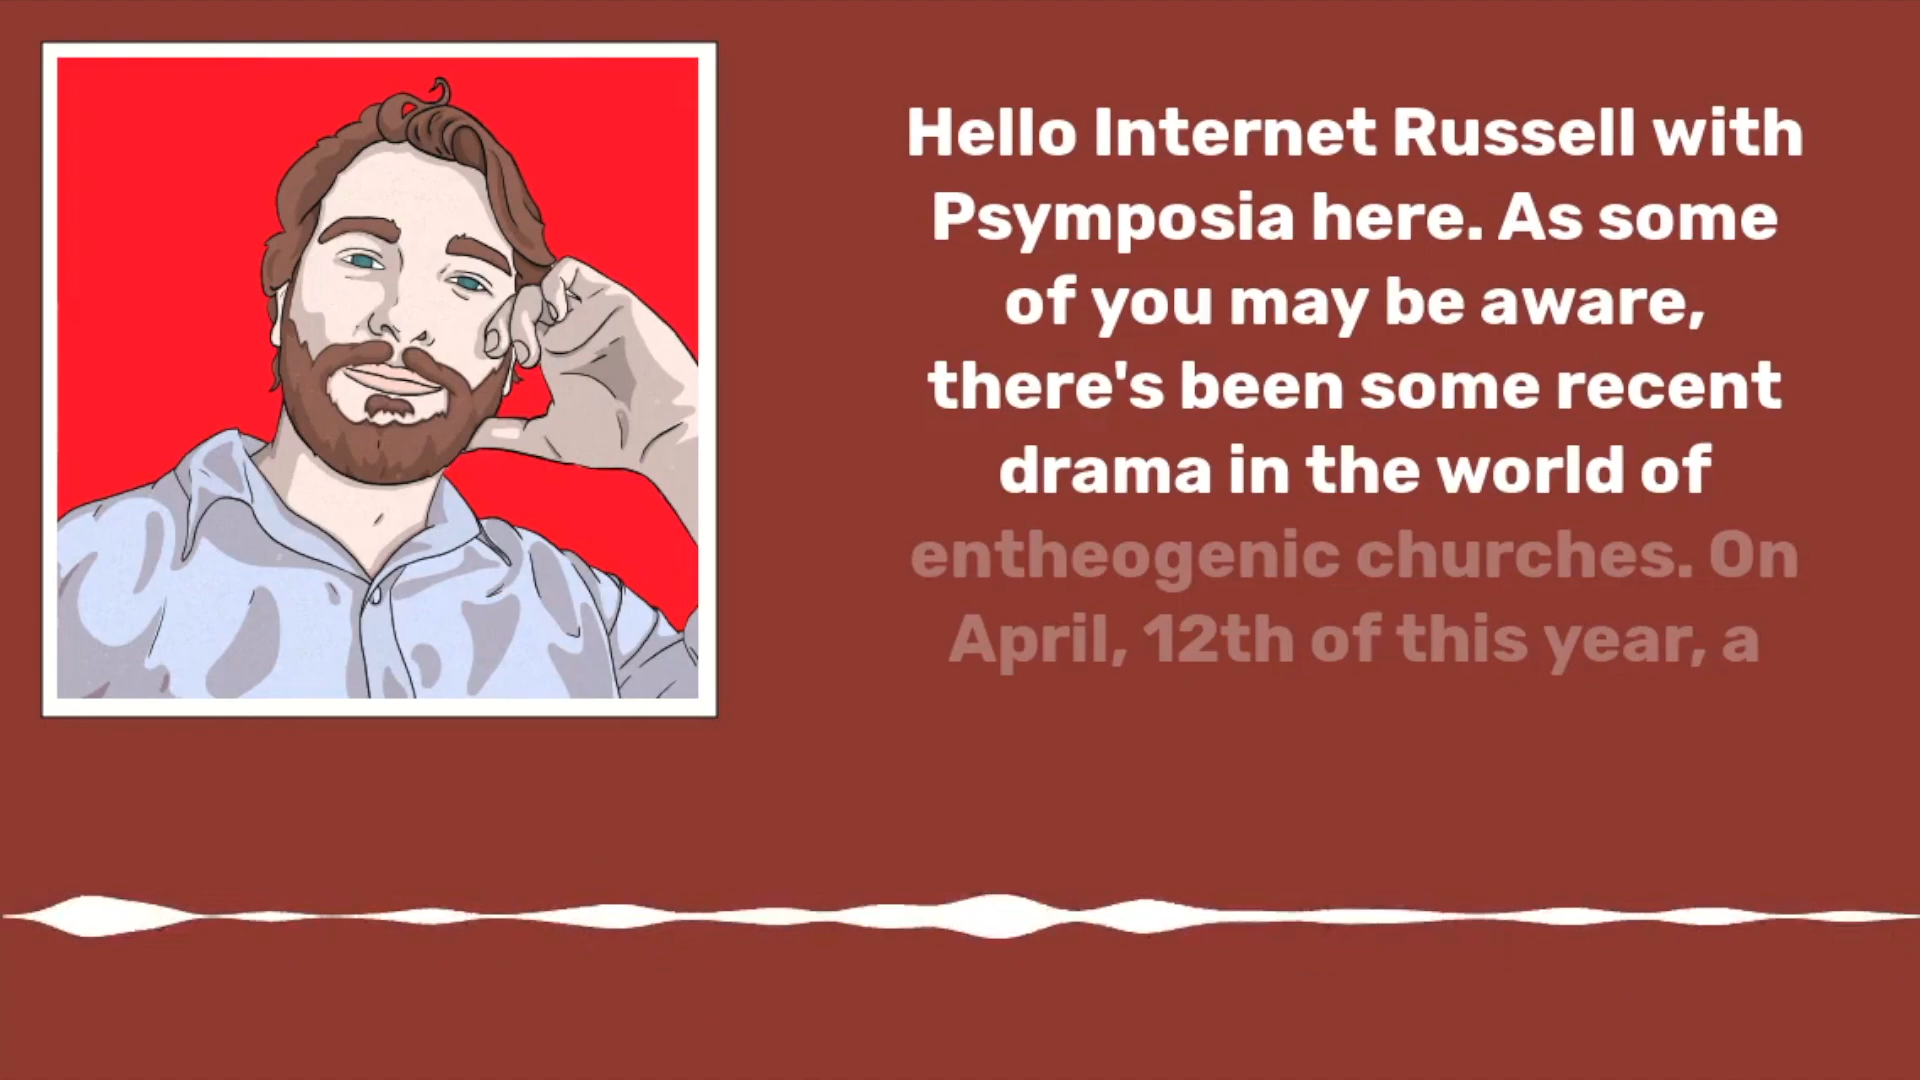 Hello Internet Russell with
Psymposia here. As some
of you may be aware,
there's been some recent
drama in the world of
entheogenic churches. On
April, 12th of this year, a